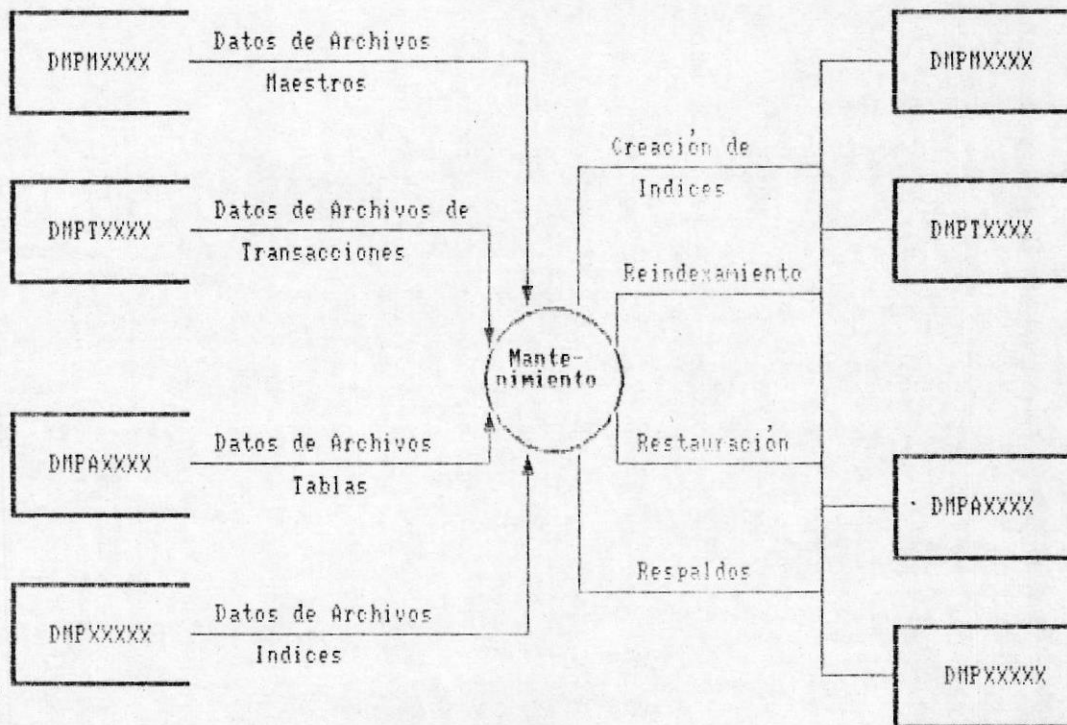 DMPMXXXX
Datos de Archivos
Maestros
DMPTXXXX
Datos de Archivos de
Transacciones
DMPAXXXX
Datos de Archivos
Tablas
DMPXXXXX
Datos de Archivos
Indices
Mante-
nimiento
Creación de
Indices
Reindexamiento
Restauración
Respaldos
DMPMXXXX
DMPTXXXX
DMPAXXXX
DMPXXXXX